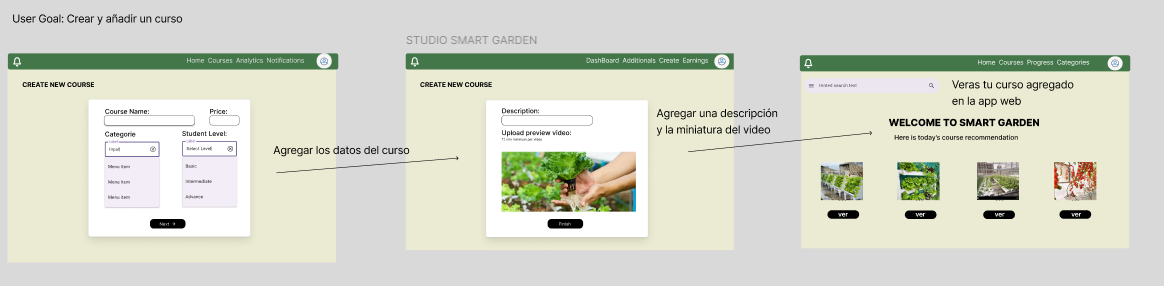 User Goal: Crear y añadir un curso
STUDIO SMART GARDEN
Home Courses Analytics Notifications
CREATE NEW COURSE
Course Name:
Price:
Categorie
Student Level:
Label
Input
Menu item
Menu item
Menu item
Label
Select Level
Basic
Intermediate
Advance
Next →
Agregar los datos del curso
DashBoard Additionals Create Earnings
CREATE NEW COURSE
Description:
Upload preview video:
Finish
Agregar una descripción
y la miniatura del video
Home Courses Progress Categories
Hinted search text
Veras tu curso agregado
en la app web
WELCOME TO SMART GARDEN
Here is today's course recommendation
ver
ver
ver
ver